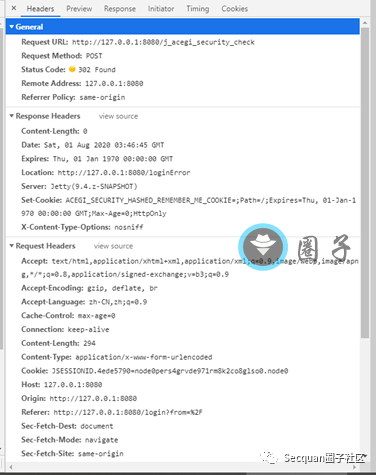 Headers Preview Response Initiator Timing Cookies
General
Request URL: http://127.0.0.1:8080/j_acegi_security_check
Request Method: POST
Status Code: 302 Found
Remote Address: 127.0.0.1:8080
Referrer Policy: same-origin
Response Headers view source
Content-Length: 0
Date: Sat, 01 Aug 2020 03:46:45 GMT
Expires: Thu, 01 Jan 1970 00:00:00 GMT
Location: http://127.0.0.1:8080/loginError
Server: Jetty(9.4.z-SNAPSHOT)
Set-Cookie: ACEGI_SECURITY_HASHED_REMEMBER_ME_COOKIE=;Path=/;Expires=Thu, 01-Jan-1
970 00:00:00 GMT;Max-Age=0;HttpOnly
X-Content-Type-Options: nosniff
圈子
Request Headers view source
Accept: text/html,application/xhtml+xml,application/xml;q=0.9,image/webp,image/apn
g,*/*;q=0.8,application/signed-exchange;v=b3;q=0.9
Accept-Encoding: gzip, deflate, br
Accept-Language: zh-CN,zh;q=0.9
Cache-Control: max-age=0
Connection: keep-alive
Content-Length: 294
Content-Type: application/x-www-form-urlencoded
Cookie: JSESSIONID.4ede5790=node0pers4grvde971rm8k2co8glso0.node0
Host: 127.0.0.1:8080
Origin: http://127.0.0.1:8080
Referer: http://127.0.0.1:8080/login?from=%2F
Sec-Fetch-Dest: document
Sec-Fetch-Mode: navigate
Sec-Fetch-Site: same-origin
Secquan圈子社区